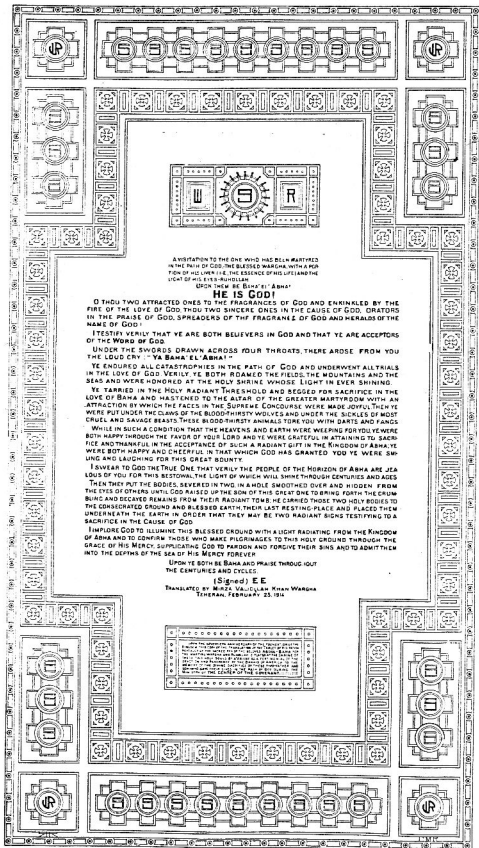 W 9 R
A VISITATION TO THE ONE WHO HAS BEEN MARTYRED
IN THE PATH OF GOD, THE BLESSED WARGHA, WITH A POR
TION OF HIS LIVER (I.E., THE ESSENCE OF HIS LIFE) AND THE
LIGHT OF HIS EYES-RUHOLLAH
UPON THEM BE BAHA'EL'ABHA!
HE IS GOD!
O THOU TWO ATTRACTED ONES TO THE FRAGRANCES OF GOD AND ENKINKLED BY THE
FIRE OF THE LOVE OF GOD, THOU TWO SINCERE ONES IN THE CAUSE OF GOD, ORATORS
IN THE PRAISE OF GOD, SPREADERS OF THE FRAGRANCE OF GOD AND HERALDS OF THE
NAME OF GOD!
I TESTIFY VERILY THAT YE ARE BOTH BELIEVERS IN GOD AND THAT YE ARE ACCEPTORS
OF THE WORD OF GOD.
UNDER THE SWORDS DRAWN ACROSS YOUR THROATS, THERE AROSE FROM YOU
THE LOUD CRY: "YA BAHA'EL'ABHA!"
YE ENDURED ALL CATASTROPHIES IN THE PATH OF GOD AND UNDERWENT ALL TRIALS
IN THE LOVE OF GOD. VERILY, YE BOTH ROAMED THE FIELDS, THE MOUNTAINS AND THE
SEAS AND WERE HONORED AT THE HOLY SHRINE WHOSE LIGHT IN EVER SHINING.
YE TARRIED IN THE HOLY RADIANT THRESHOLD AND BEGGED FOR SACRIFICE IN THE
LOVE OF BAHA AND HASTENED TO THE ALTAR OF THE GREATER MARTYRDOM WITH AN
ATTRACTION BY WHICH THE FACES IN THE SUPREME CONCOURSE WERE MADE JOYFUL. THEN YE
WERE PUT UNDER THE CLAWS OF THE BLOOD-THIRSTY WOLVES AND UNDER THE SICKLES OF MOST
CRUEL AND SAVAGE BEASTS. THESE BLOOD-THIRSTY ANIMALS TORE YOU WITH DARTS AND FANGS
WHILE IN SUCH A CONDITION THAT THE HEAVENS AND EARTH WERE WEEPING FOR YOU, YE WERE
BOTH HAPPY THROUGH THE FAVOR OF YOUR LORD AND YE WERE GRATEFUL IN ATTAINING TO SACRI-
FICE AND THANKFUL IN THE ACCEPTANCE OF SUCH A RADIANT GIFT IN THE KINGDOM OF ABHA; YE
WERE BOTH HAPPY AND CHEERFUL IN THAT WHICH GOD HAS GRANTED YOU YE WERE SMI-
LING AND LAUGHING FOR THIS GREAT BOUNTY.
I SWEAR TO GOD THE TRUE ONE THAT VERILY THE PEOPLE OF THE HORIZON OF ABHA ARE JEA
LOUS OF YOU FOR THIS BESTOWAL, THE LIGHT OF WHICH WILL SHINE THROUGH CENTURIES AND AGES
THEN THEY PUT THE BODIES, SEVERED IN TWO, IN A HOLE SMOOTHED OVER AND HIDDEN FROM
THE EYES OF OTHERS UNTIL GOD RAISED UP THE SON OF THIS GREAT ONE TO BRING FORTH THE CRUM
BLING AND DECAYED REMAINS FROM THEIR RADIANT TOMB; HE CARRIED THOSE TWO HOLY BODIES TO
THE CONSECRATED GROUND AND BLESSED EARTH, THEIR LAST RESTING-PLACE AND PLACED THEM
UNDERNEATH THE EARTH IN ORDER THAT THEY MAY BE TWO RADIANT SIGNS TESTIFYING TO A
SACRIFICE IN THE CAUSE OF GOD
I IMPLORE GOD TO ILLUMINE THIS BLESSED GROUND WITH A LIGHT RADIATING FROM THE KINGDOM
OF ABHA AND TO CONFIRM THOSE WHO MAKE PILGRIMAGES TO THIS HOLY GROUND THROUGH THE
GRACE OF HIS MERCY, SUPPLICATING GOD TO PARDON AND FORGIVE THEIR SINS AND TO ADMIT THEM
INTO THE DEPTHS OF THE SEA OF HIS MERCY FOREVER
UPON YE BOTH BE BAHA AND PRAISE THROUGHOUT
THE CENTURIES AND CYCLES.
(SIGNED) E.E
TRANSLATED BY MIRZA VALIOLLAH KHAN WARGHA
TEHERAN, FEBRUARY 23, 1914
THE CENTER OF THE COVENANT